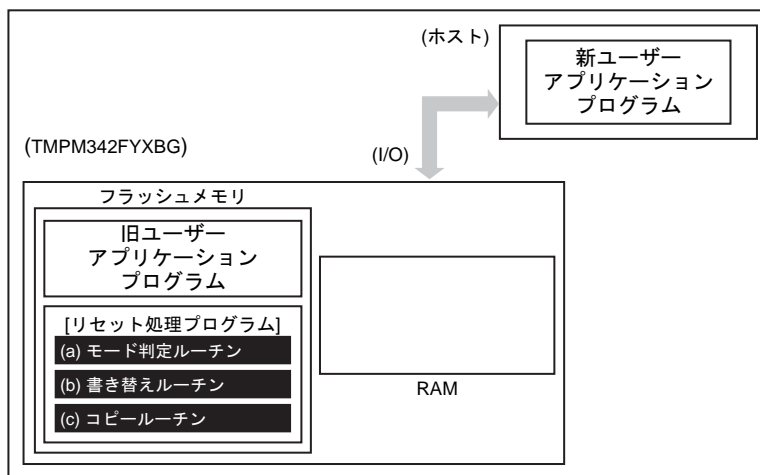 (ホスト)
新ユーザー
アプリケーション
プログラム
(TMPM342FYXBG)
(I/O)
フラッシュメモリ
旧ユーザー
アプリケーション
プログラム
[リセット処理プログラム]
(a) モード判定ルーチン
(b) 書き替えルーチン
(c) コピールーチン
RAM